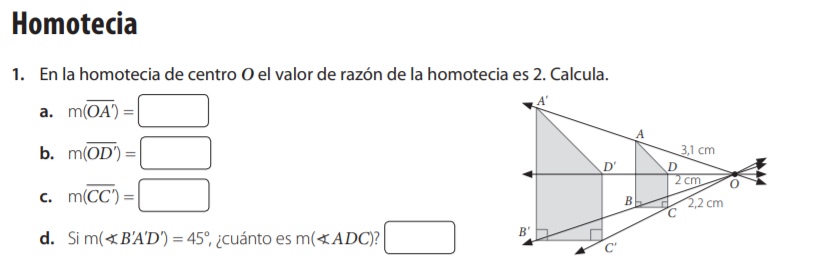 Homotecia
1. En la homotecia de centro O el valor de razón de la homotecia es 2. Calcula.
a. m(OA') =
b. m(OD') =
c. m(CC') =
d. Si m(∢B'A'D') = 45°, ¿cuánto es m(∢ADC)?
A'
A
3,1 cm
D'
D
2 cm
O
B
C
2,2 cm
B'
C'